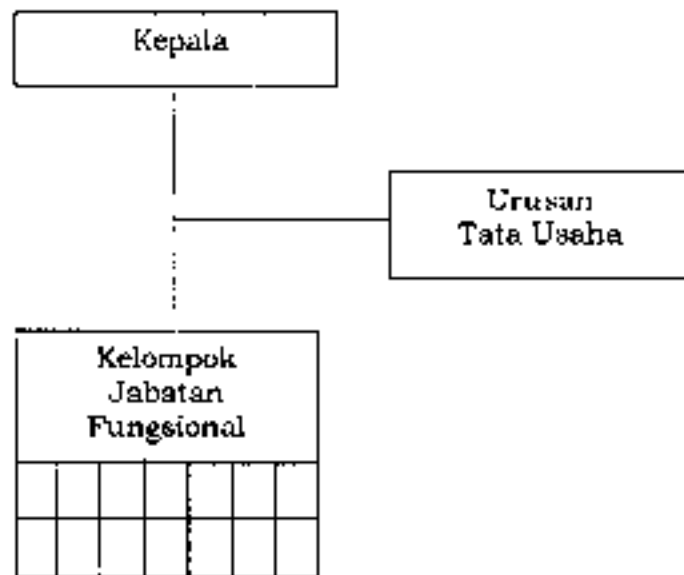 Kepala
Urusan
Tata Usaha
Kelompok
Jabatan
Fungsional